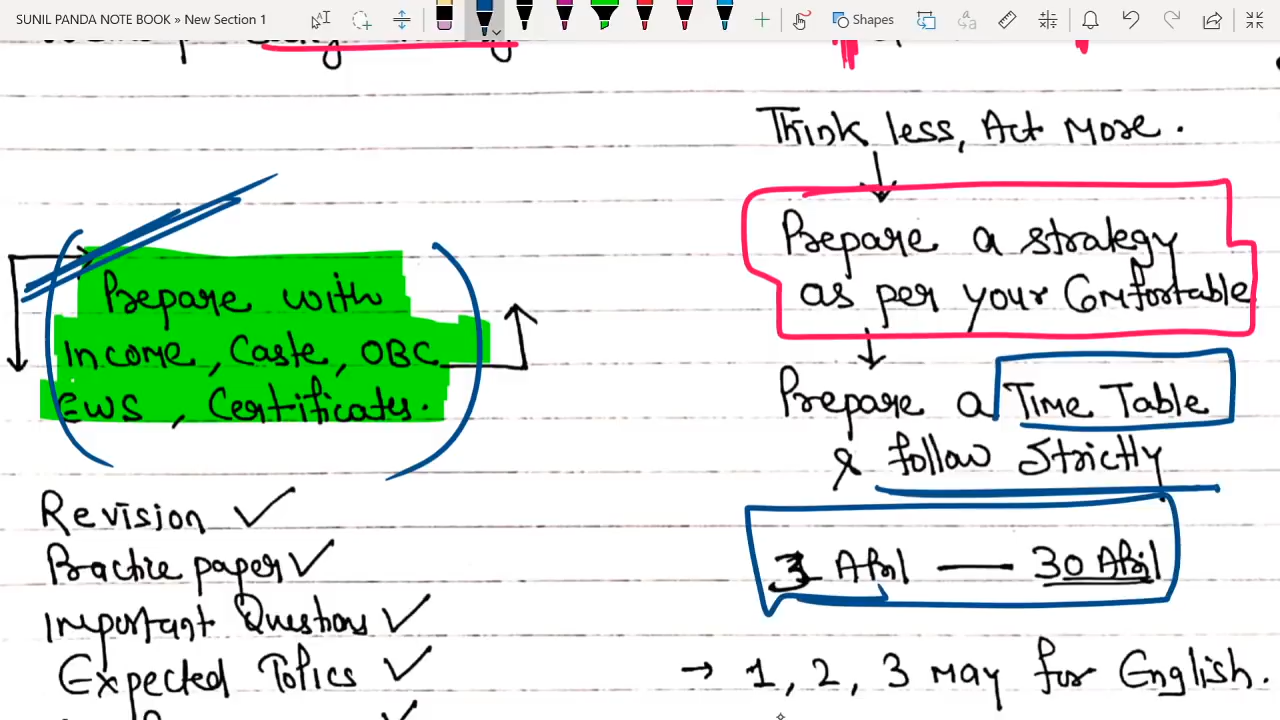 SUNIL PANDA NOTE BOOK » New Section 1
Shapes
Think less, Act More.
Prepare a strategy
as per your Comfortable
Prepare a Time Table
& follow Strictly
3 April — 30 April
→ 1, 2, 3 May for English.
Prepare with
Income, Caste, OBC
EWS, Certificates.
Revision ✓
Practice paper ✓
Important Questions ✓
Expected Topics ✓